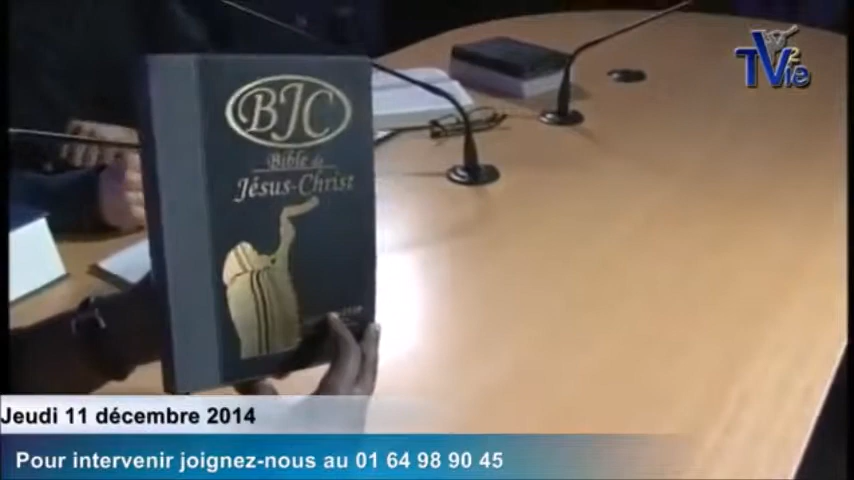 BJC
Bible de
Jésus-Christ
TV2Vie
Jeudi 11 décembre 2014
Pour intervenir joignez-nous au 01 64 98 90 45